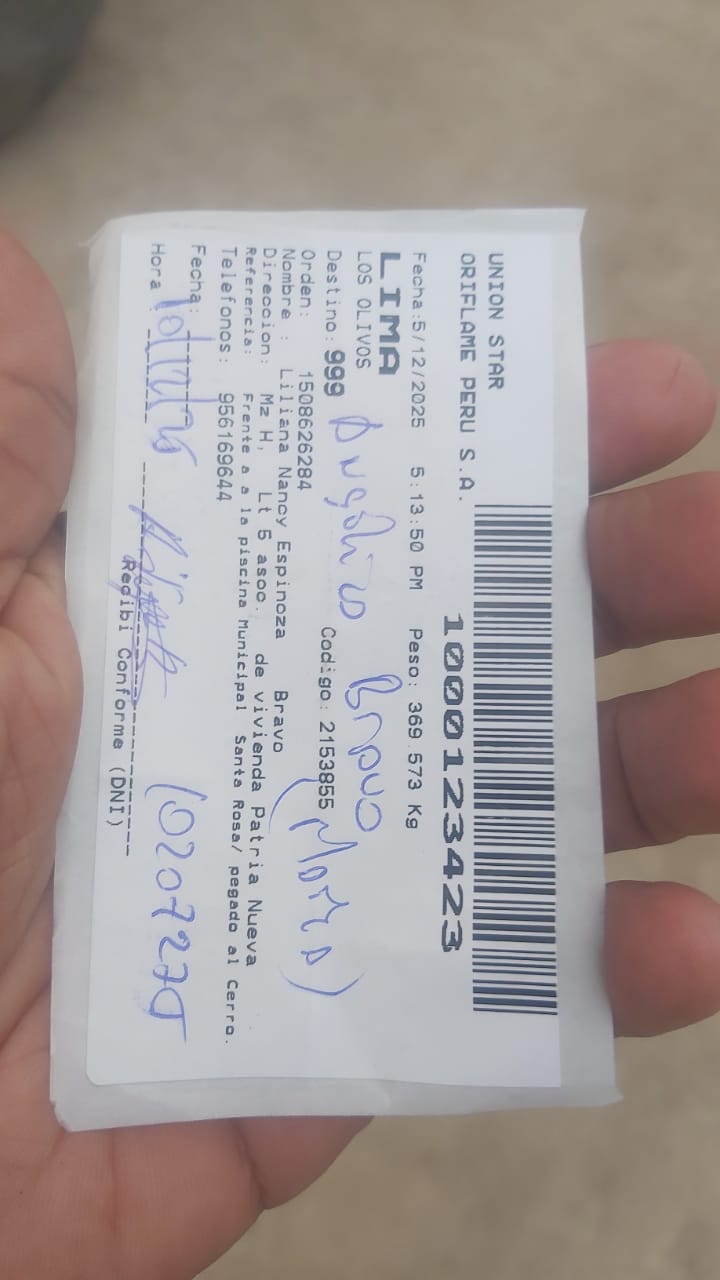 UNION STAR
ORIFLAME PERU S.A.
1000123423
Fecha:5/12/2025 5:13:50 PM Peso: 369.573 Kg
LIMA
LOS OLIVOS
Destino: 999 Codigo: 2153855
Bravo
Orden: 1508626284
Nombre : Liliana Nancy Espinoza Bravo
Direccion: Mz H, Lt 5 asoc. de vivienda Patria Nueva
Referencia: Frente a a la piscina Municipal Santa Rosa/ pegado al Cerro.
Telefonos: 956169644
Fecha:
Hora
Recibi Conforme (DNI)